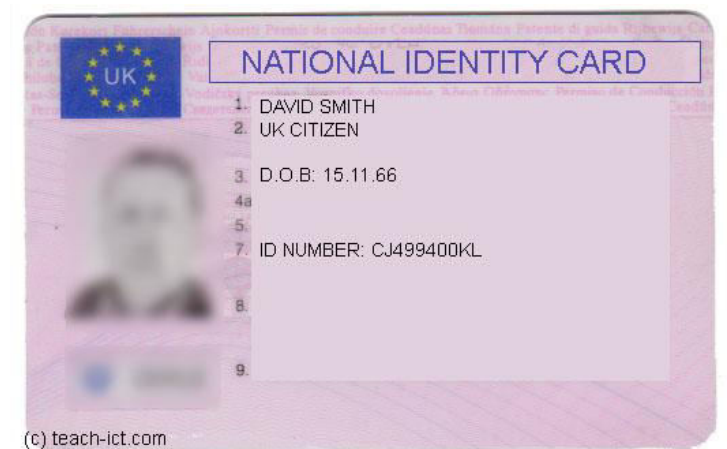 UK
NATIONAL IDENTITY CARD
1. DAVID SMITH
2. UK CITIZEN
3. D.O.B: 15.11.66
4a
5.
7. ID NUMBER: CJ499400KL
8.
9.
(c) teach-ict.com